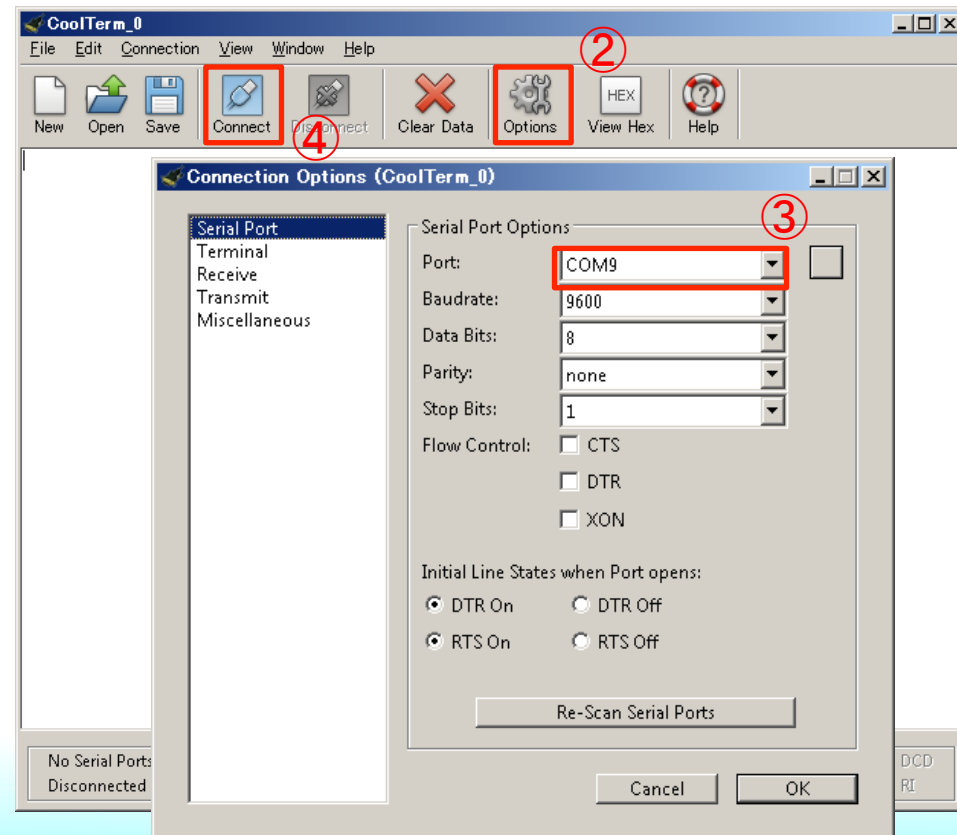 CoolTerm_0
File Edit Connection View Window Help
②
New Open Save Connect Disconnect Clear Data Options HEX View Hex Help
④
Connection Options (CoolTerm_0)
③
Serial Port
Terminal
Receive
Transmit
Miscellaneous
Serial Port Options
Port: COM9
Baudrate: 9600
Data Bits: 8
Parity: none
Stop Bits: 1
Flow Control: CTS
DTR
XON
Initial Line States when Port opens:
DTR On DTR Off
RTS On RTS Off
Re-Scan Serial Ports
No Serial Ports DCD
Disconnected RI
Cancel OK